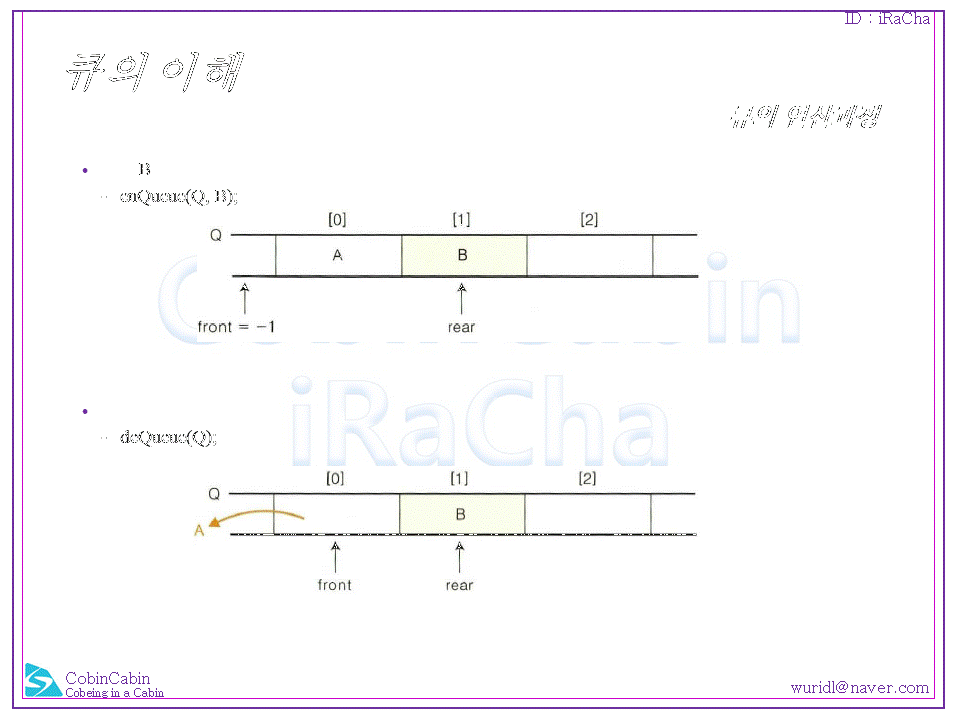 ID : iRaCha
큐의 이해
큐의 연산과정
• B
– enQueue(Q, B);
[0] [1] [2]
Q
A B
front = -1 rear
CobinCabin
iRaCha
•
– deQueue(Q);
[0] [1] [2]
Q
B
A
front rear
CobinCabin
Cobeing in a Cabin
wuridl@naver.com